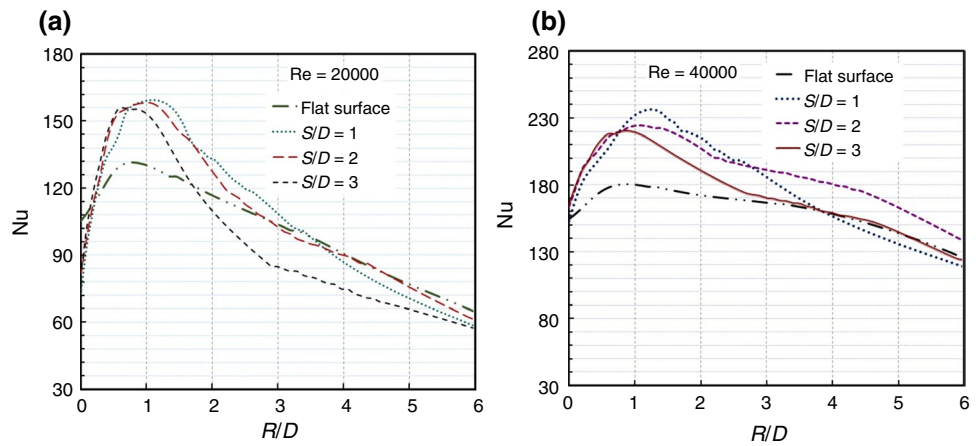 (a)
180
150
120
90
60
30
Nu
Re = 20000
Flat surface
S/D = 1
S/D = 2
S/D = 3
0 1 2 3 4 5 6
R/D
(b)
280
230
180
130
80
30
Nu
Re = 40000
Flat surface
S/D = 1
S/D = 2
S/D = 3
0 1 2 3 4 5 6
R/D